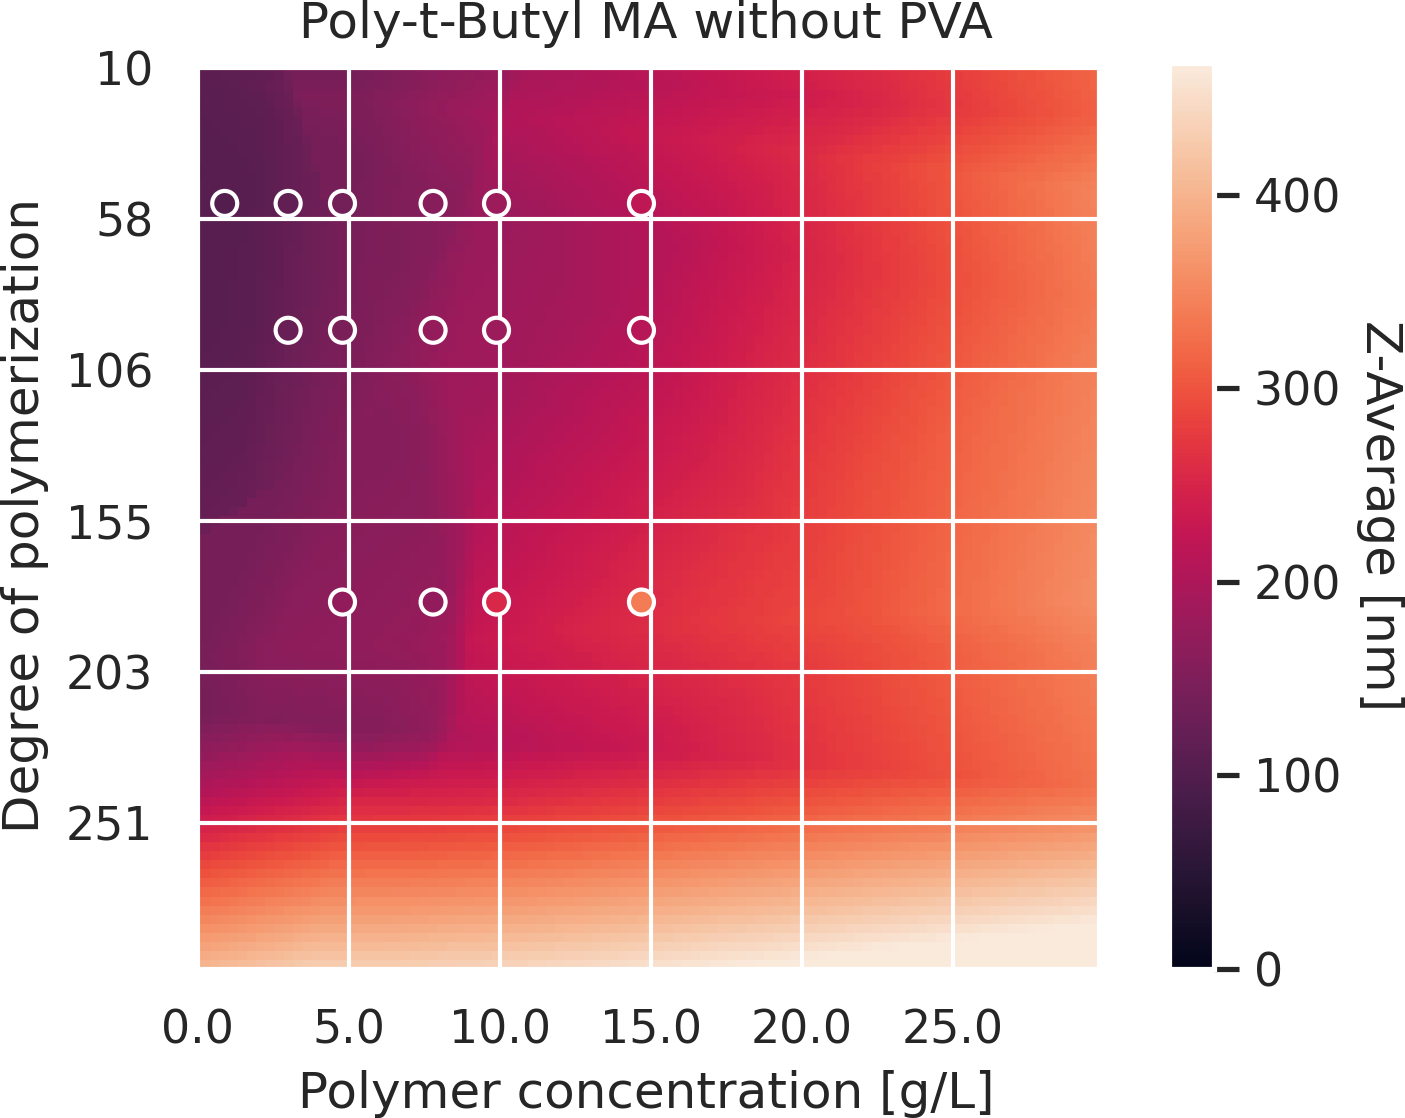 Poly-t-Butyl MA without PVA
10
58
106
155
203
251
Degree of polymerization
0.0 5.0 10.0 15.0 20.0 25.0
Polymer concentration [g/L]
400
300
200
100
0
Z-Average [nm]